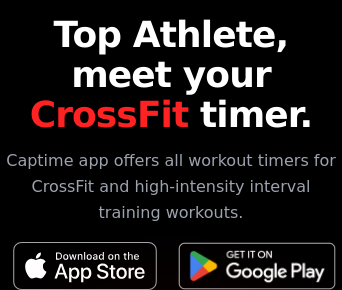 Top Athlete,
meet your
CrossFit timer.
Captime app offers all workout timers for
CrossFit and high-intensity interval
training workouts.
Download on the
App Store
GET IT ON
Google Play